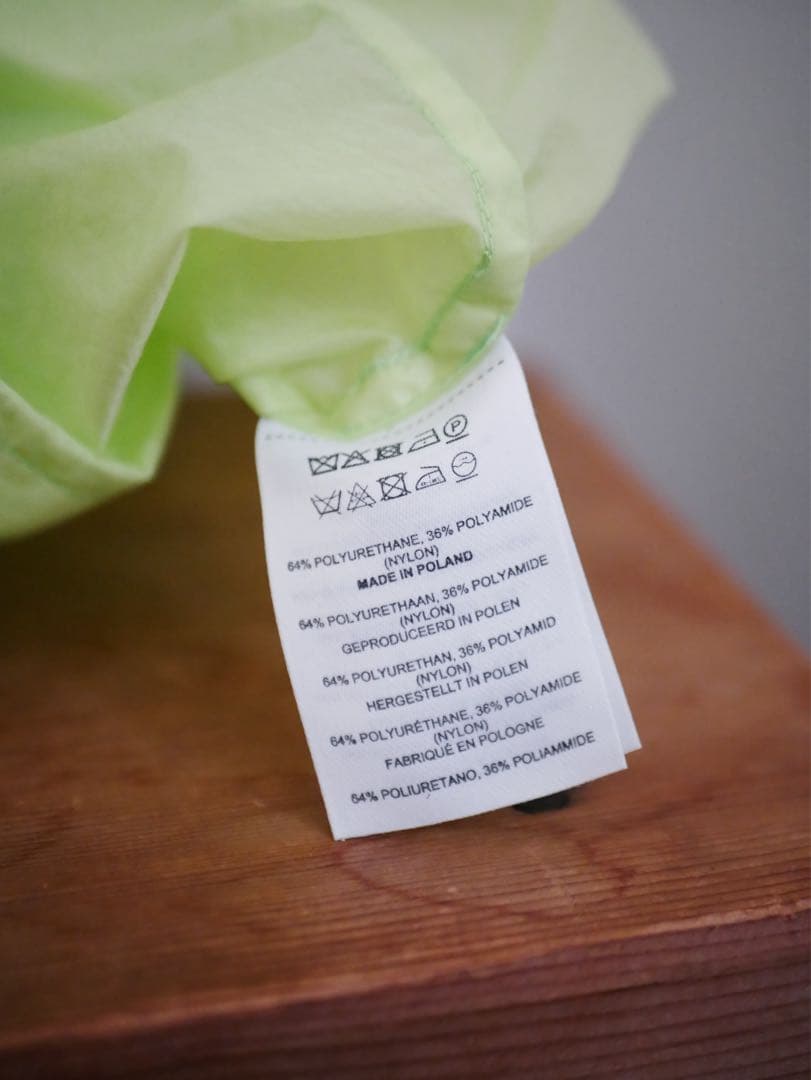 P
64% POLYURETHANE, 36% POLYAMIDE
(NYLON)
MADE IN POLAND
64% POLYURETHAAN, 36% POLYAMIDE
(NYLON)
GEPRODUCEERD IN POLEN
64% POLYURETHAN, 36% POLYAMID
(NYLON)
HERGESTELLT IN POLEN
64% POLYURÉTHANE, 36% POLYAMIDE
(NYLON)
FABRIQUÉ EN POLOGNE
64% POLIURETANO, 36% POLIAMMIDE